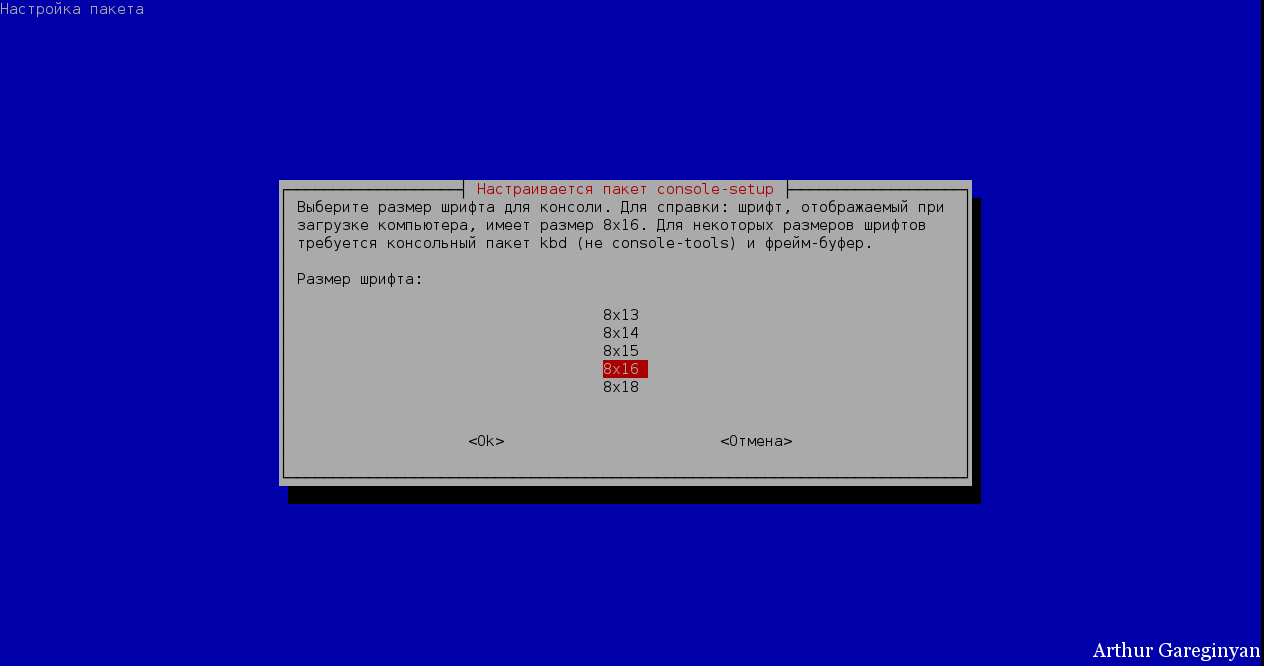 Настройка пакета
Настраивается пакет console-setup
Выберите размер шрифта для консоли. Для справки: шрифт, отображаемый при
загрузке компьютера, имеет размер 8x16. Для некоторых размеров шрифтов
требуется консольный пакет kbd (не console-tools) и фрейм-буфер.
Размер шрифта:
8x13
8x14
8x15
8x16
8x18
<Ok> <Отмена>
Arthur Gareginyan